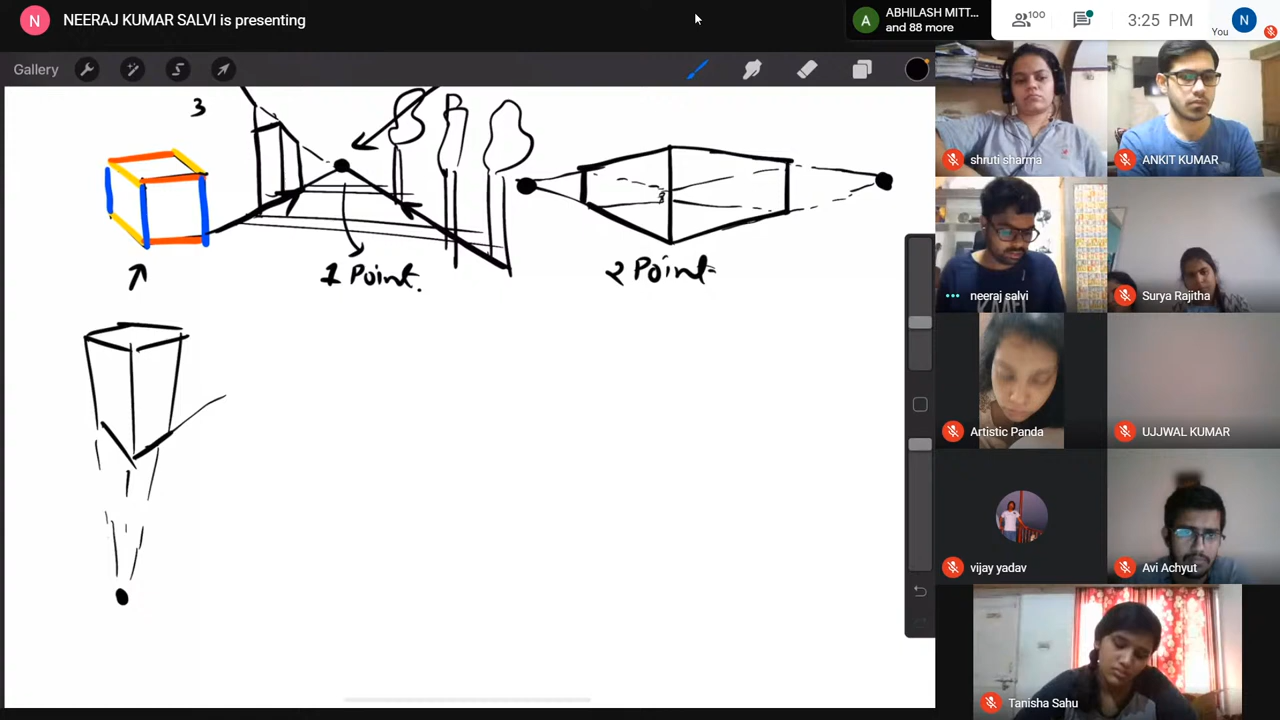 N NEERAJ KUMAR SALVI is presenting
A ABHILASH MITT...
and 88 more
100
3:25 PM
You
N
Gallery
3
1 Point.
2 Point
shruti sharma
ANKIT KUMAR
neeraj salvi
Surya Rajitha
Artistic Panda
UJJWAL KUMAR
vijay yadav
Avi Achyut
Tanisha Sahu